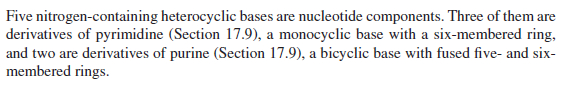 Five nitrogen-containing heterocyclic bases are nucleotide components. Three of them are
derivatives of pyrimidine (Section 17.9), a monocyclic base with a six-membered ring,
and two are derivatives of purine (Section 17.9), a bicyclic base with fused five- and six-
membered rings.